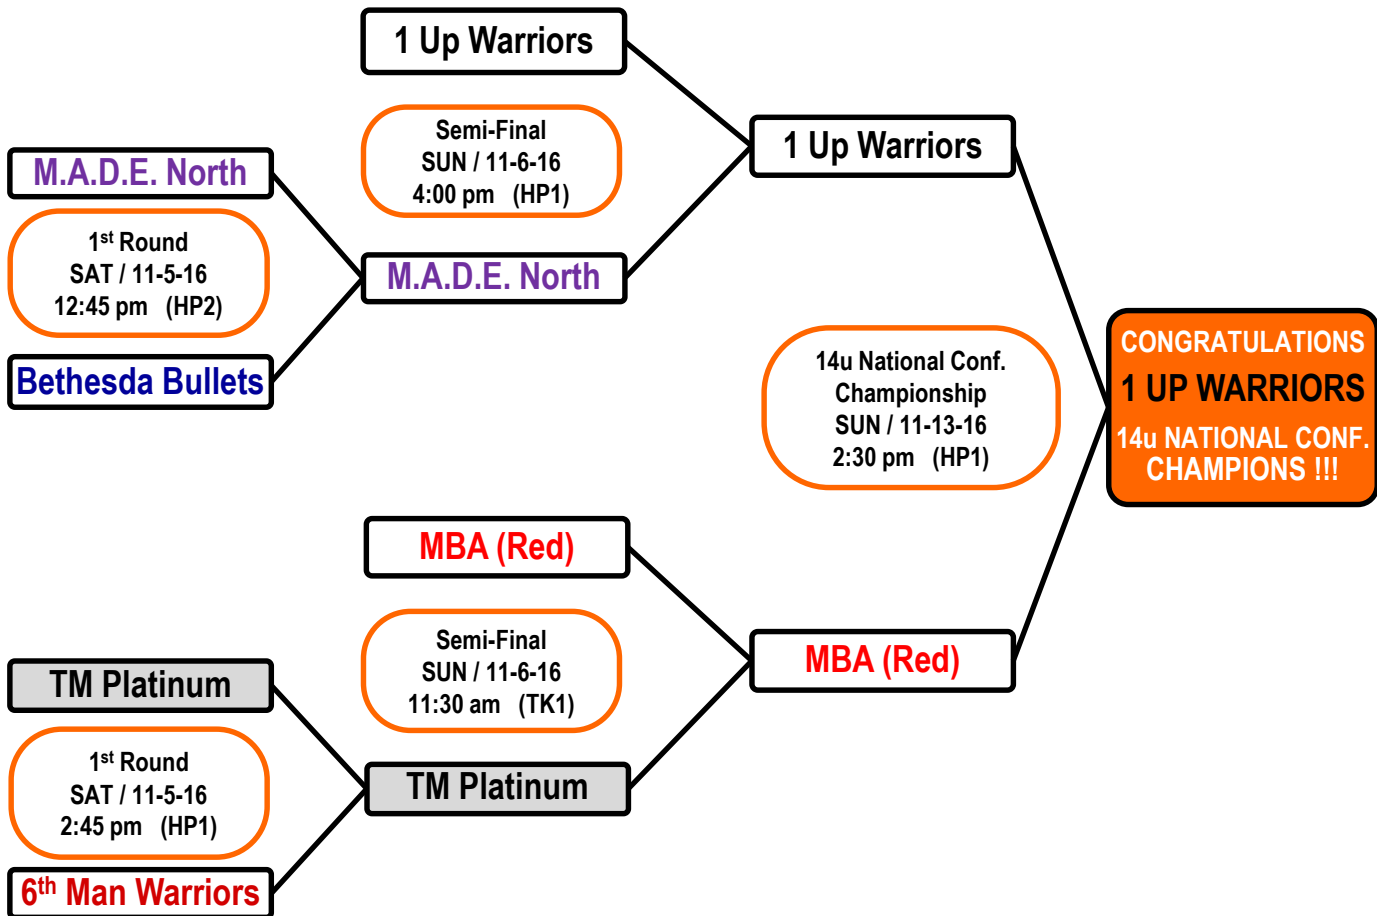 1 Up Warriors
Semi-Final
SUN / 11-6-16
4:00 pm (HP1)
1 Up Warriors
M.A.D.E. North
1st Round
SAT / 11-5-16
12:45 pm (HP2)
M.A.D.E. North
Bethesda Bullets
14u National Conf.
Championship
SUN / 11-13-16
2:30 pm (HP1)
CONGRATULATIONS
1 UP WARRIORS
14u NATIONAL CONF.
CHAMPIONS !!!
MBA (Red)
Semi-Final
SUN / 11-6-16
11:30 am (TK1)
MBA (Red)
TM Platinum
1st Round
SAT / 11-5-16
2:45 pm (HP1)
TM Platinum
6th Man Warriors